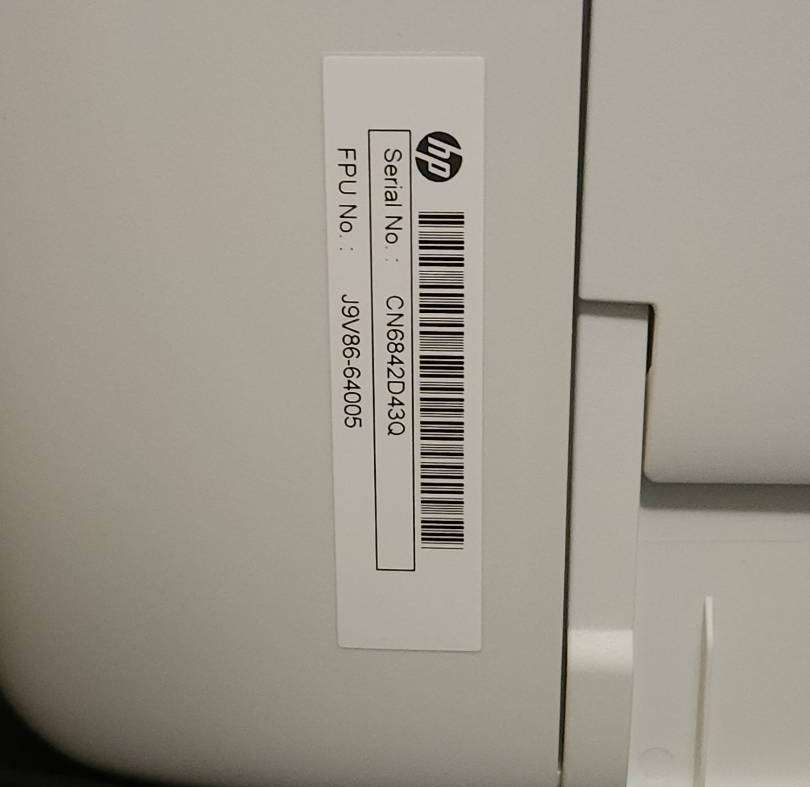 hp
Serial No. : CN6842D43Q
FPU No. : J9V86-64005